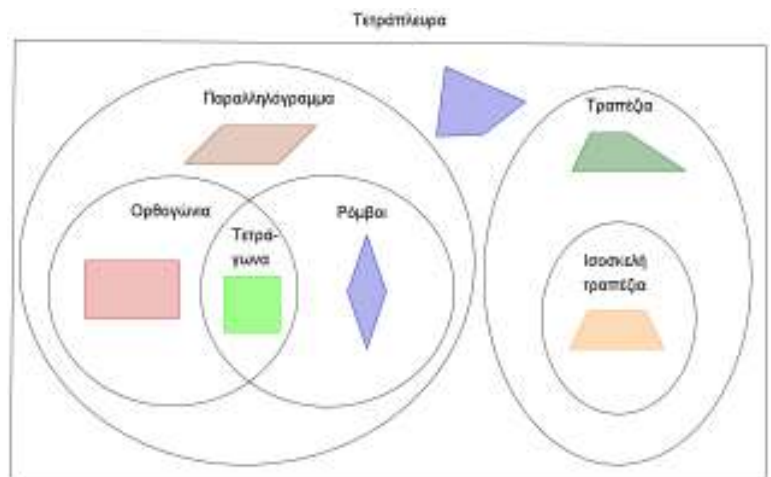 Τετράπλευρα
Παραλληλόγραμμα
Τραπέζια
Ορθογώνια
Ρόμβοι
Τετρά-
γωνα
Ισοσκελή
τραπέζια